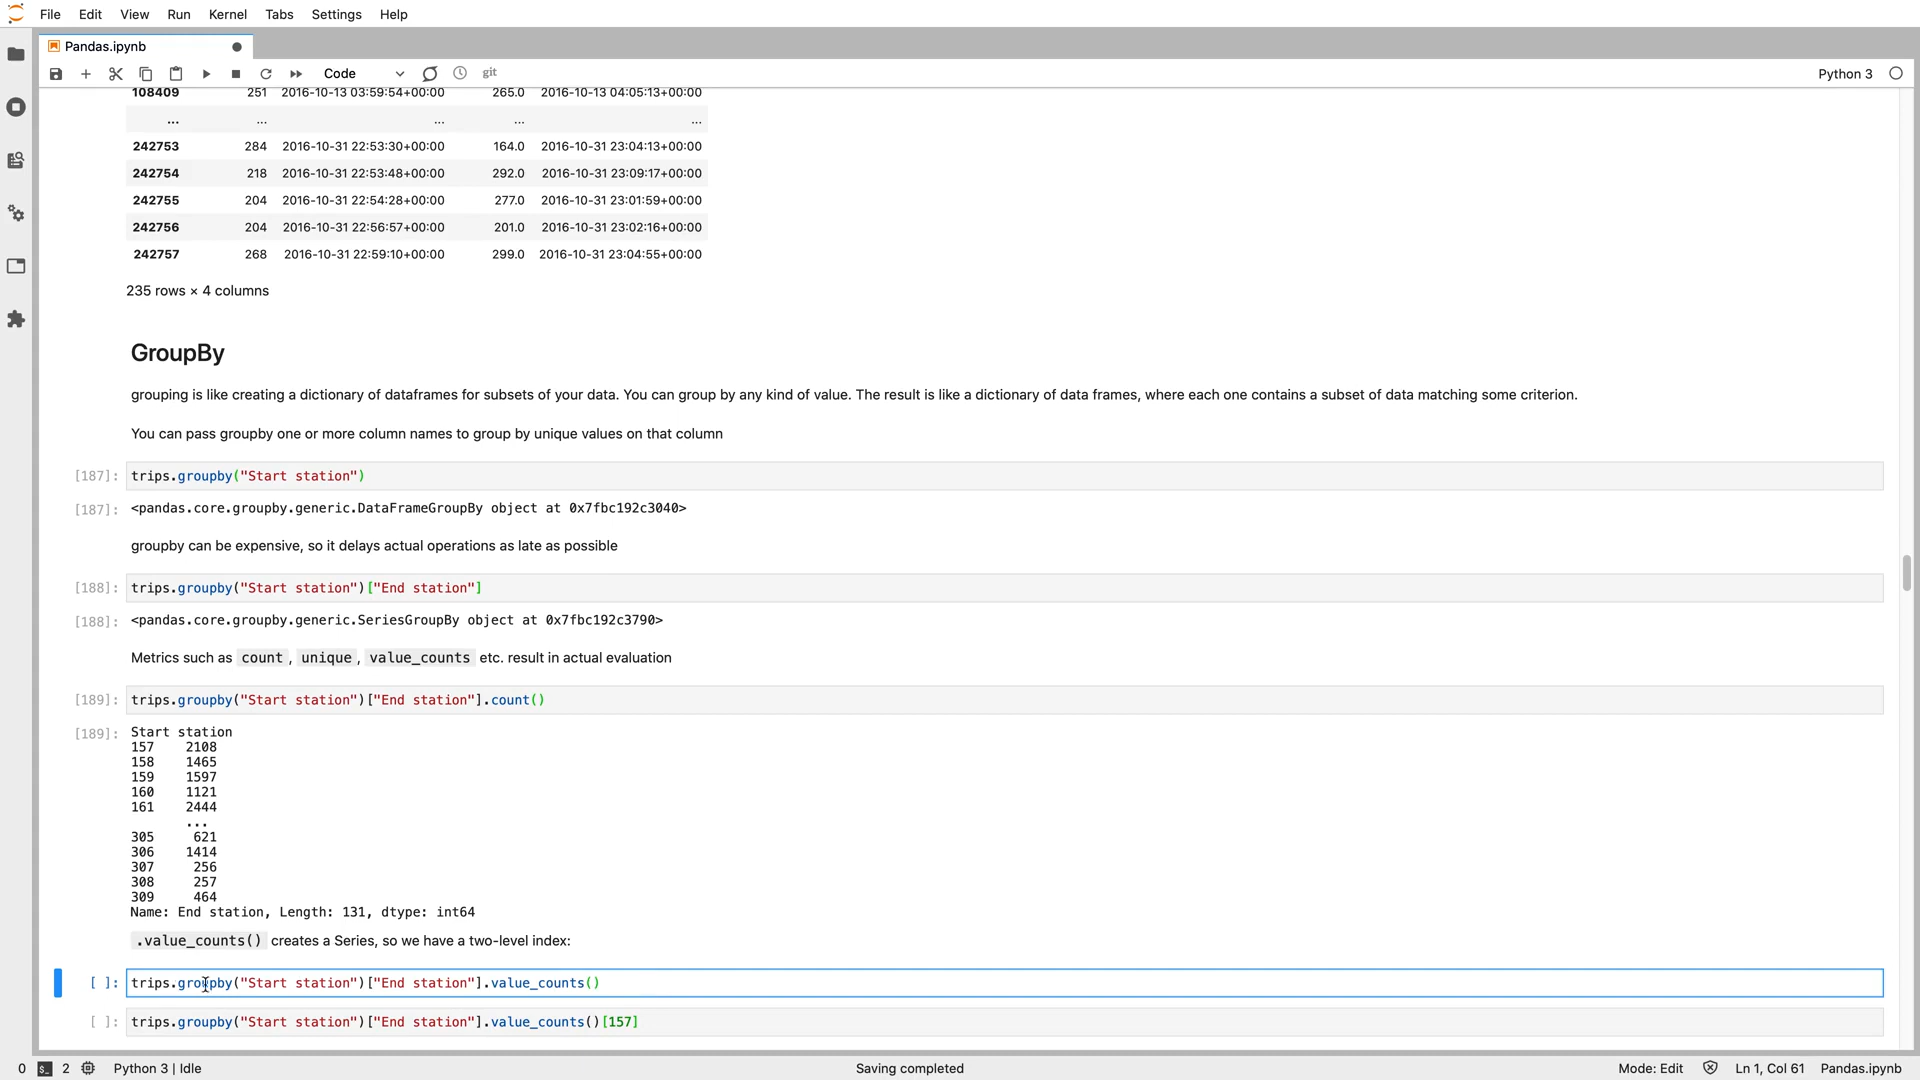 File Edit View Run Kernel Tabs Settings Help
Pandas.ipynb
Code git Python 3
108409 251 2016-10-13 03:59:54+00:00 265.0 2016-10-13 04:05:13+00:00
... ... ... ... ...
242753 284 2016-10-31 22:53:30+00:00 164.0 2016-10-31 23:04:13+00:00
242754 218 2016-10-31 22:53:48+00:00 292.0 2016-10-31 23:09:17+00:00
242755 204 2016-10-31 22:54:28+00:00 277.0 2016-10-31 23:01:59+00:00
242756 204 2016-10-31 22:56:57+00:00 201.0 2016-10-31 23:02:16+00:00
242757 268 2016-10-31 22:59:10+00:00 299.0 2016-10-31 23:04:55+00:00
235 rows × 4 columns
GroupBy
grouping is like creating a dictionary of dataframes for subsets of your data. You can group by any kind of value. The result is like a dictionary of data frames, where each one contains a subset of data matching some criterion.
You can pass groupby one or more column names to group by unique values on that column
[187]: trips.groupby("Start station")
[187]: <pandas.core.groupby.generic.DataFrameGroupBy object at 0x7fbc192c3040>
groupby can be expensive, so it delays actual operations as late as possible
[188]: trips.groupby("Start station")["End station"]
[188]: <pandas.core.groupby.generic.SeriesGroupBy object at 0x7fbc192c3790>
Metrics such as count , unique , value_counts etc. result in actual evaluation
[189]: trips.groupby("Start station")["End station"].count()
[189]: Start station
157 2108
158 1465
159 1597
160 1121
161 2444
...
305 621
306 1414
307 256
308 257
309 464
Name: End station, Length: 131, dtype: int64
.value_counts() creates a Series, so we have a two-level index:
[ ]: trips.groupby("Start station")["End station"].value_counts()
[ ]: trips.groupby("Start station")["End station"].value_counts()[157]
0 2 Python 3 | Idle Saving completed Mode: Edit Ln 1, Col 61 Pandas.ipynb